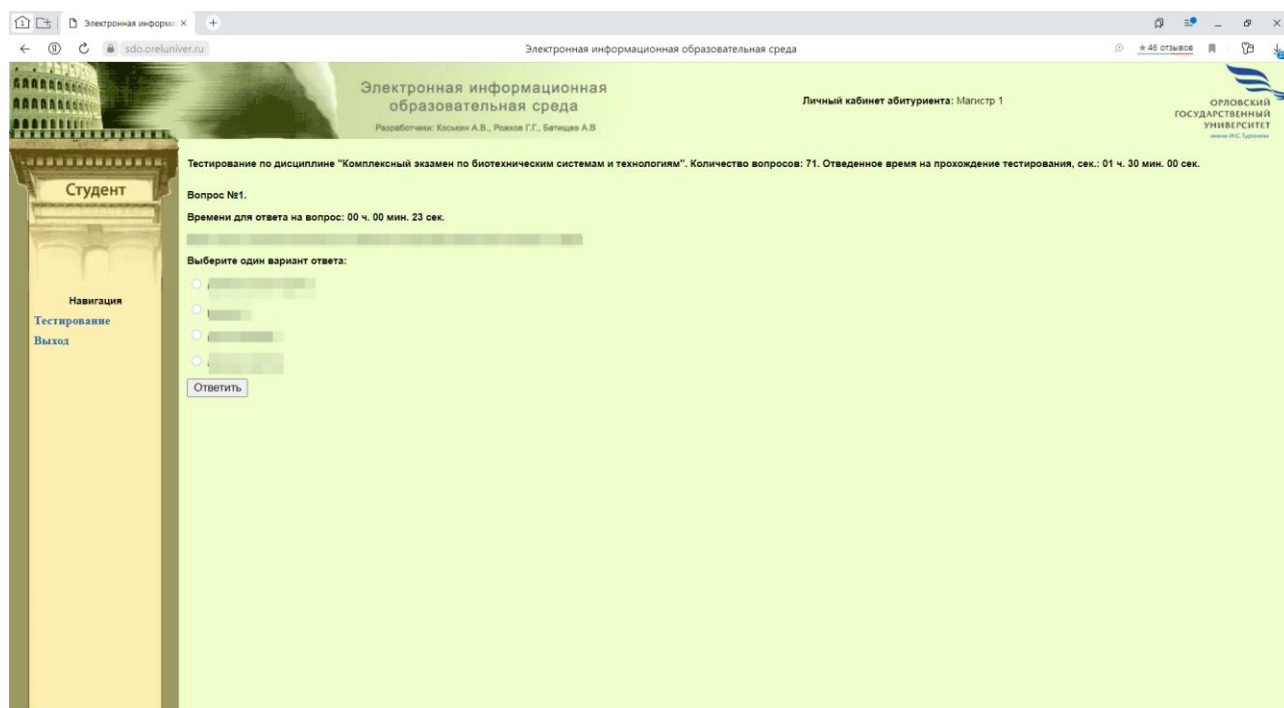 Электронная информа
sdo.oreluniver.ru
Электронная информационная образовательная среда
★ 46 отзывов
Электронная информационная
образовательная среда
Разработчики: Коськин А.В., Рожков Г.Г., Батищев А.В
Личный кабинет абитуриента: Магистр 1
ОРЛОВСКИЙ
ГОСУДАРСТВЕННЫЙ
УНИВЕРСИТЕТ
имени И.С. Тургенева
Студент
Навигация
Тестирование
Выход
Тестирование по дисциплине "Комплексный экзамен по биотехническим системам и технологиям". Количество вопросов: 71. Отведенное время на прохождение тестирования, сек.: 01 ч. 30 мин. 00 сек.
Вопрос №1.
Времени для ответа на вопрос: 00 ч. 00 мин. 23 сек.
Выберите один вариант ответа:
Ответить